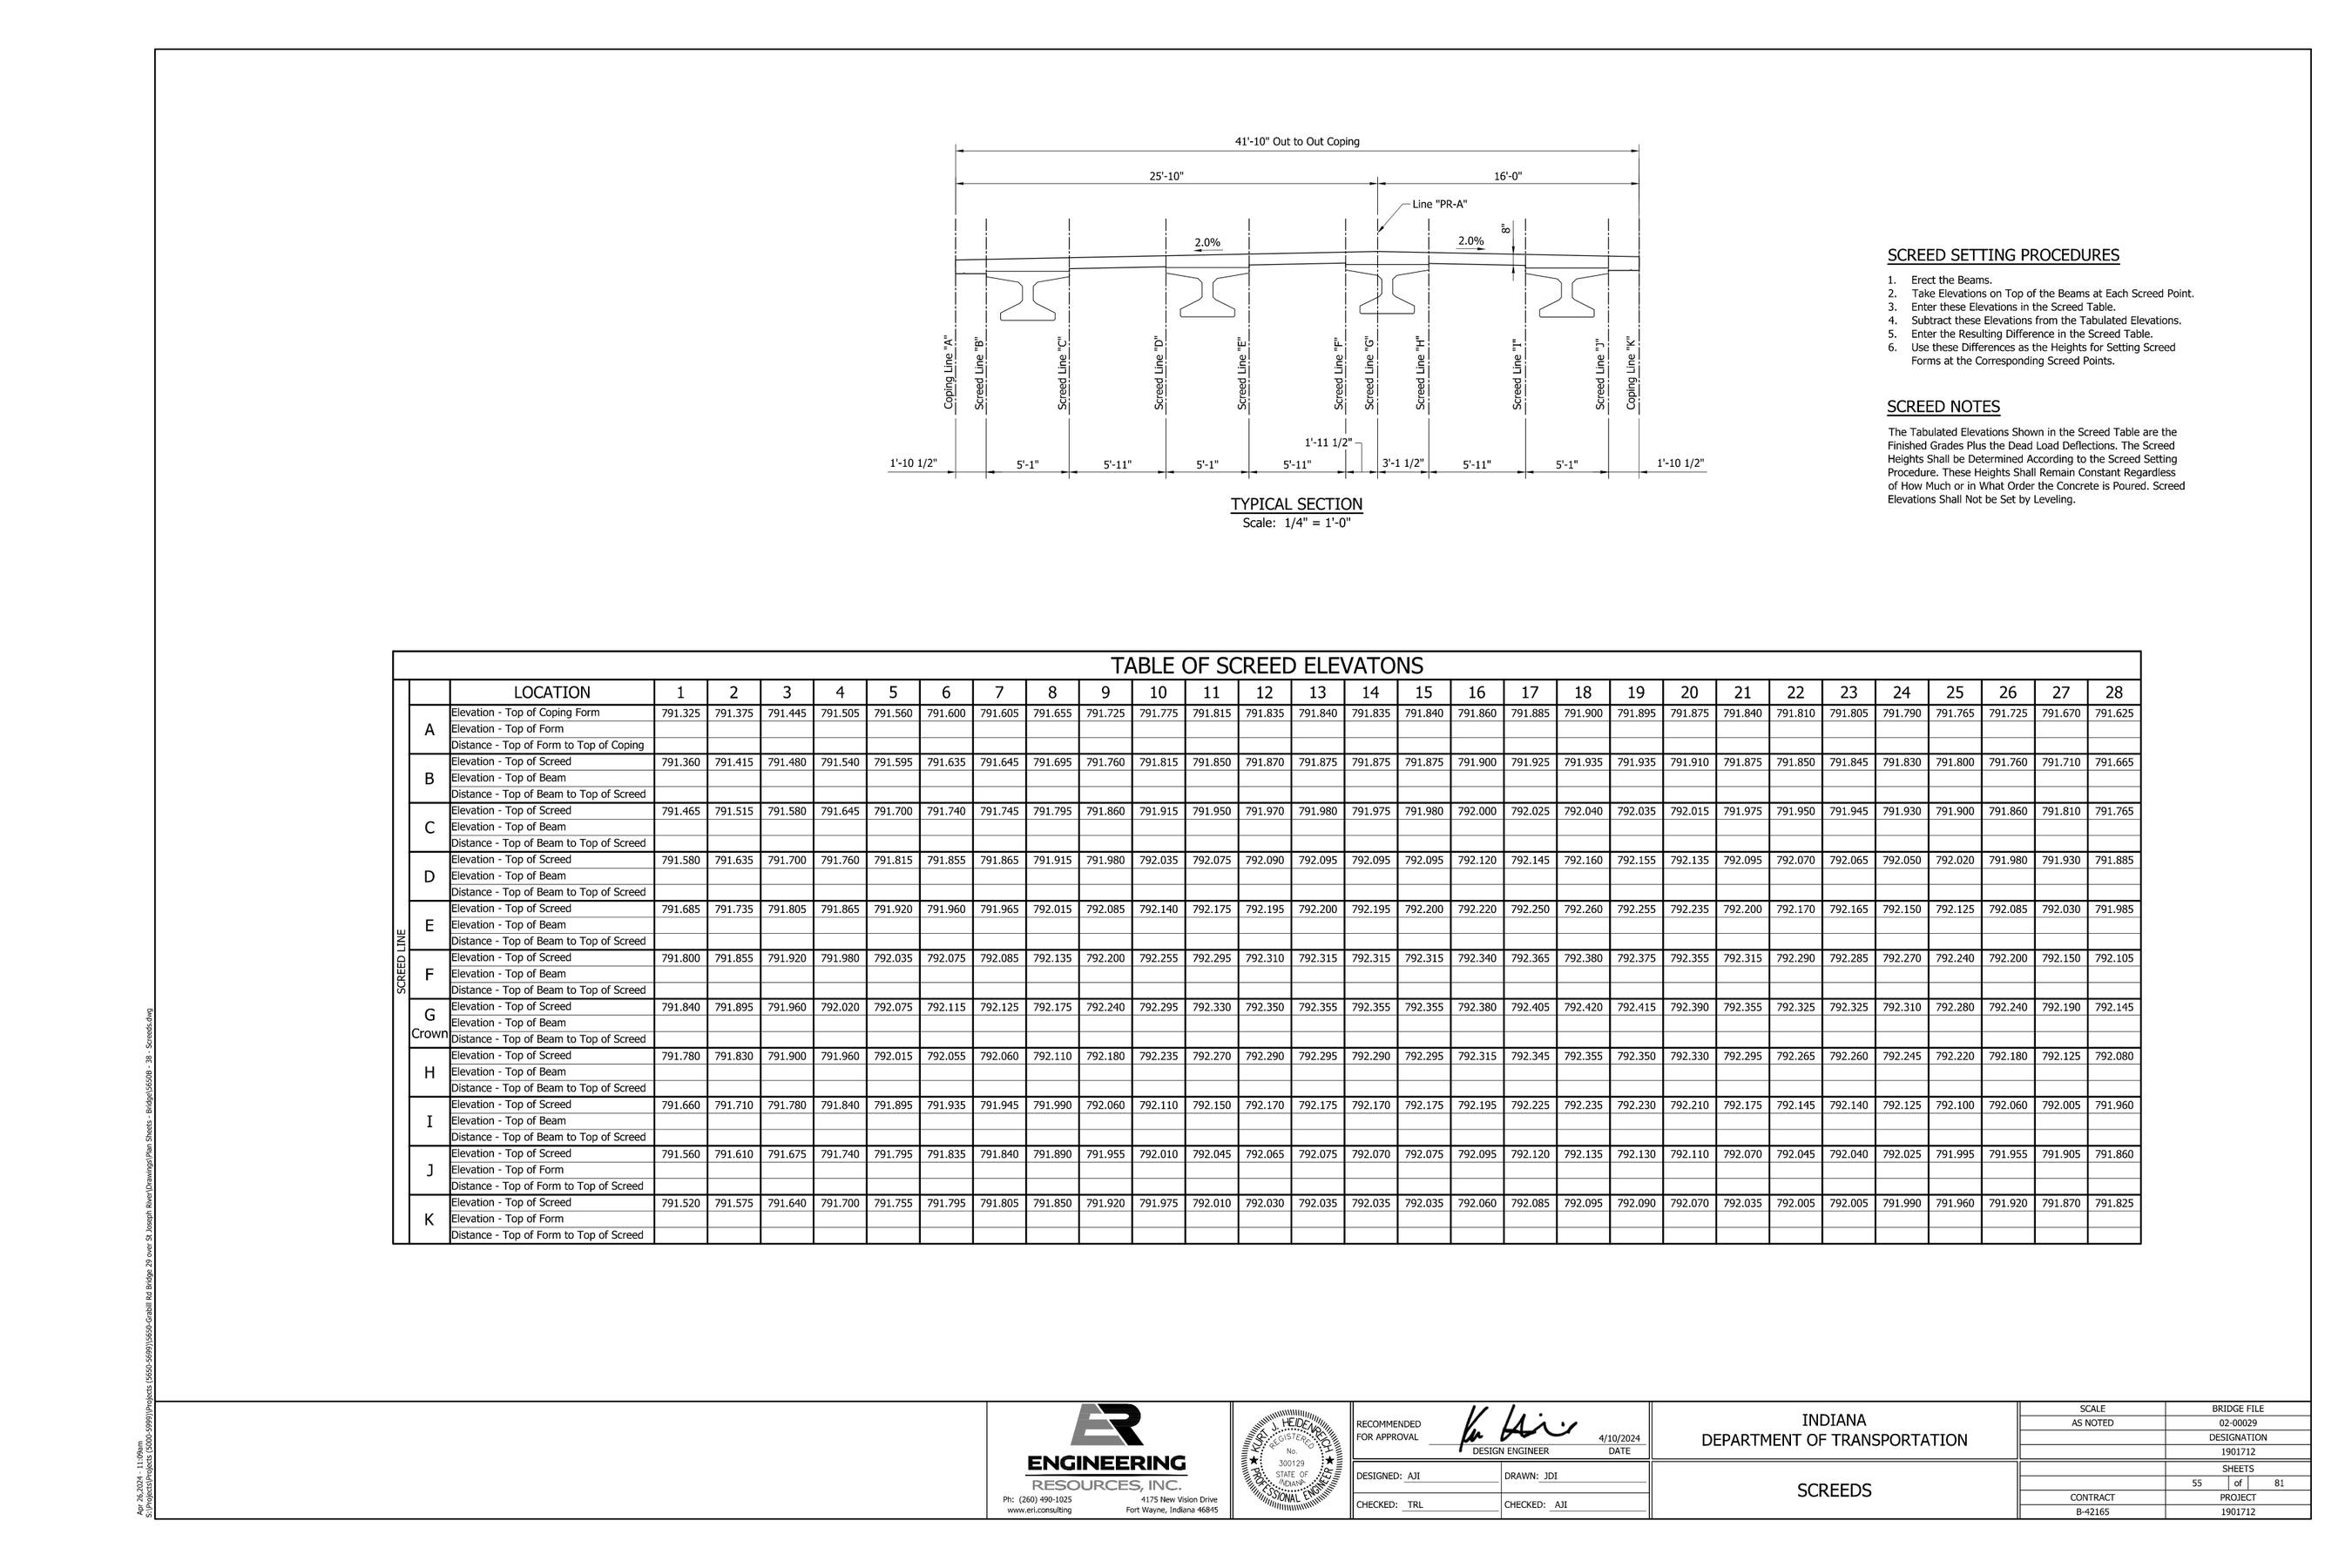 41'-10" Out to Out Coping
25'-10"
16'-0"
Line "PR-A"
8"
2.0%
2.0%
Coping Line "A"
Screed Line "B"
Screed Line "C"
Screed Line "D"
Screed Line "E"
Screed Line "F"
Screed Line "G"
Screed Line "H"
Screed Line "I"
Screed Line "J"
Coping Line "K"
1'-11 1/2"
1'-10 1/2" 5'-1" 5'-11" 5'-1" 5'-11" 3'-1 1/2" 5'-11" 5'-1" 1'-10 1/2"
TYPICAL SECTION
Scale: 1/4" = 1'-0"
SCREED SETTING PROCEDURES
1. Erect the Beams.
2. Take Elevations on Top of the Beams at Each Screed Point.
3. Enter these Elevations in the Screed Table.
4. Subtract these Elevations from the Tabulated Elevations.
5. Enter the Resulting Difference in the Screed Table.
6. Use these Differences as the Heights for Setting Screed
Forms at the Corresponding Screed Points.
SCREED NOTES
The Tabulated Elevations Shown in the Screed Table are the
Finished Grades Plus the Dead Load Deflections. The Screed
Heights Shall be Determined According to the Screed Setting
Procedure. These Heights Shall Remain Constant Regardless
of How Much or in What Order the Concrete is Poured. Screed
Elevations Shall Not be Set by Leveling.
TABLE OF SCREED ELEVATONS
LOCATION 1 2 3 4 5 6 7 8 9 10 11 12 13 14 15 16 17 18 19 20 21 22 23 24 25 26 27 28
SCREED LINE
A
Elevation - Top of Coping Form 791.325 791.375 791.445 791.505 791.560 791.600 791.605 791.655 791.725 791.775 791.815 791.835 791.840 791.835 791.840 791.860 791.885 791.900 791.895 791.875 791.840 791.810 791.805 791.790 791.765 791.725 791.670 791.625
Elevation - Top of Form
Distance - Top of Form to Top of Coping
B
Elevation - Top of Screed 791.360 791.415 791.480 791.540 791.595 791.635 791.645 791.695 791.760 791.815 791.850 791.870 791.875 791.875 791.875 791.900 791.925 791.935 791.935 791.910 791.875 791.850 791.845 791.830 791.800 791.760 791.710 791.665
Elevation - Top of Beam
Distance - Top of Beam to Top of Screed
C
Elevation - Top of Screed 791.465 791.515 791.580 791.645 791.700 791.740 791.745 791.795 791.860 791.915 791.950 791.970 791.980 791.975 791.980 792.000 792.025 792.040 792.035 792.015 791.975 791.950 791.945 791.930 791.900 791.860 791.810 791.765
Elevation - Top of Beam
Distance - Top of Beam to Top of Screed
D
Elevation - Top of Screed 791.580 791.635 791.700 791.760 791.815 791.855 791.865 791.915 791.980 792.035 792.075 792.090 792.095 792.095 792.095 792.120 792.145 792.160 792.155 792.135 792.095 792.070 792.065 792.050 792.020 791.980 791.930 791.885
Elevation - Top of Beam
Distance - Top of Beam to Top of Screed
E
Elevation - Top of Screed 791.685 791.735 791.805 791.865 791.920 791.960 791.965 792.015 792.085 792.140 792.175 792.195 792.200 792.195 792.200 792.220 792.250 792.260 792.255 792.235 792.200 792.170 792.165 792.150 792.125 792.085 792.030 791.985
Elevation - Top of Beam
Distance - Top of Beam to Top of Screed
F
Elevation - Top of Screed 791.800 791.855 791.920 791.980 792.035 792.075 792.085 792.135 792.200 792.255 792.295 792.310 792.315 792.315 792.315 792.340 792.365 792.380 792.375 792.355 792.315 792.290 792.285 792.270 792.240 792.200 792.150 792.105
Elevation - Top of Beam
Distance - Top of Beam to Top of Screed
G
Crown
Elevation - Top of Screed 791.840 791.895 791.960 792.020 792.075 792.115 792.125 792.175 792.240 792.295 792.330 792.350 792.355 792.355 792.355 792.380 792.405 792.420 792.415 792.390 792.355 792.325 792.325 792.310 792.280 792.240 792.190 792.145
Elevation - Top of Beam
Distance - Top of Beam to Top of Screed
H
Elevation - Top of Screed 791.780 791.830 791.900 791.960 792.015 792.055 792.060 792.110 792.180 792.235 792.270 792.290 792.295 792.290 792.295 792.315 792.345 792.355 792.350 792.330 792.295 792.265 792.260 792.245 792.220 792.180 792.125 792.080
Elevation - Top of Beam
Distance - Top of Beam to Top of Screed
I
Elevation - Top of Screed 791.660 791.710 791.780 791.840 791.895 791.935 791.945 791.990 792.060 792.110 792.150 792.170 792.175 792.170 792.175 792.195 792.225 792.235 792.230 792.210 792.175 792.145 792.140 792.125 792.100 792.060 792.005 791.960
Elevation - Top of Beam
Distance - Top of Beam to Top of Screed
J
Elevation - Top of Screed 791.560 791.610 791.675 791.740 791.795 791.835 791.840 791.890 791.955 792.010 792.045 792.065 792.075 792.070 792.075 792.095 792.120 792.135 792.130 792.110 792.070 792.045 792.040 792.025 791.995 791.955 791.905 791.860
Elevation - Top of Form
Distance - Top of Form to Top of Screed
K
Elevation - Top of Screed 791.520 791.575 791.640 791.700 791.755 791.795 791.805 791.850 791.920 791.975 792.010 792.030 792.035 792.035 792.035 792.060 792.085 792.095 792.090 792.070 792.035 792.005 792.005 791.990 791.960 791.920 791.870 791.825
Elevation - Top of Form
Distance - Top of Form to Top of Screed
Apr 26,2024 - 11:09am
S:\Projects\Projects (5000-5999)\Projects (5650-5699)\5650-Grabill Rd Bridge 29 over St Joseph River\Drawings\Plan Sheets - Bridge\5650B - 38 - Screeds.dwg
ER
ENGINEERING
RESOURCES, INC.
Ph: (260) 490-1025 4175 New Vision Drive
www.eri.consulting Fort Wayne, Indiana 46845
KURT J. HEIDENREICH
REGISTERED
No.
300129
STATE OF
INDIANA
PROFESSIONAL ENGINEER
RECOMMENDED
FOR APPROVAL 4/10/2024
DESIGN ENGINEER DATE
DESIGNED: AJI DRAWN: JDI
CHECKED: TRL CHECKED: AJI
INDIANA
DEPARTMENT OF TRANSPORTATION
SCREEDS
SCALE BRIDGE FILE
AS NOTED 02-00029
DESIGNATION
1901712
SHEETS
55 of 81
CONTRACT PROJECT
B-42165 1901712